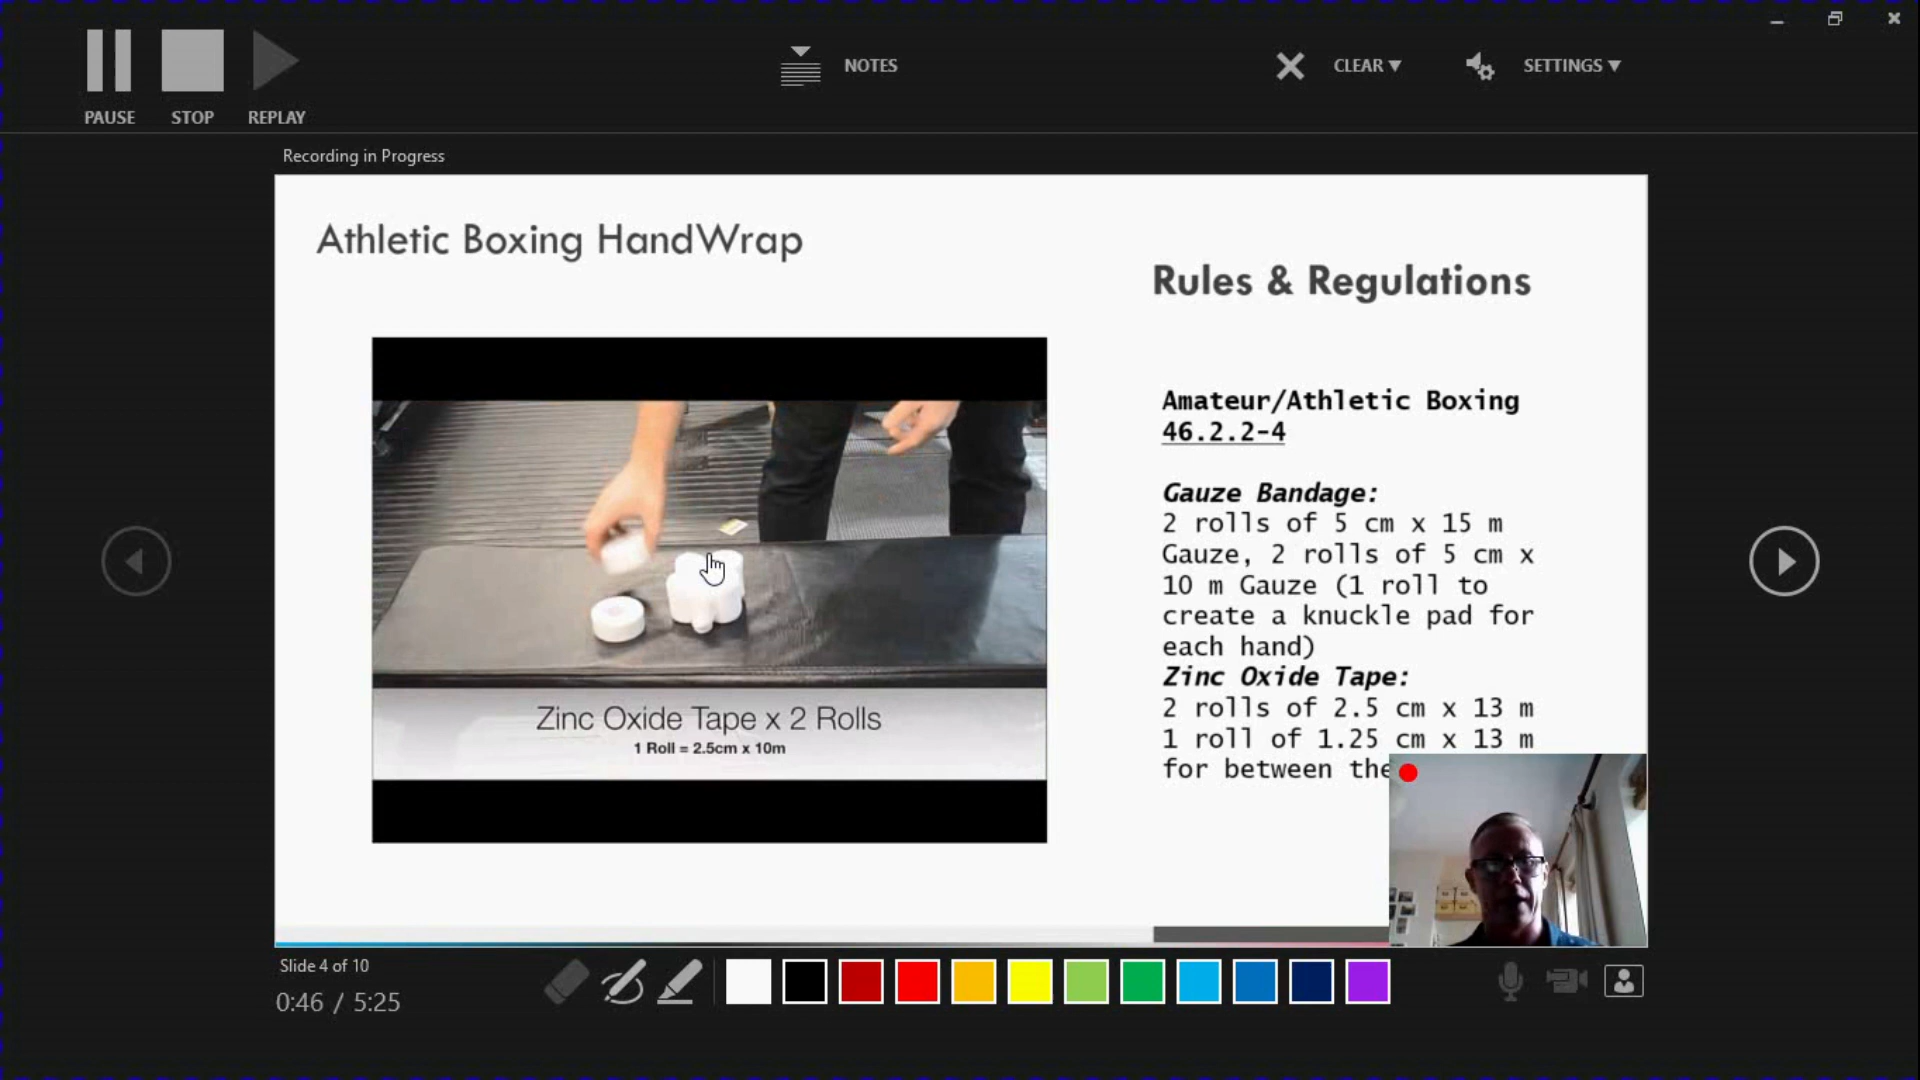 PAUSE
STOP
REPLAY
NOTES
CLEAR
SETTINGS
Recording in Progress
Athletic Boxing HandWrap
Rules & Regulations
Amateur/Athletic Boxing
46.2.2-4
Gauze Bandage:
2 rolls of 5 cm x 15 m
Gauze, 2 rolls of 5 cm x
10 m Gauze (1 roll to
create a knuckle pad for
each hand)
Zinc Oxide Tape:
2 rolls of 2.5 cm x 13 m
1 roll of 1.25 cm x 13 m
for between the
Zinc Oxide Tape x 2 Rolls
1 Roll = 2.5cm x 10m
Slide 4 of 10
0:46 / 5:25